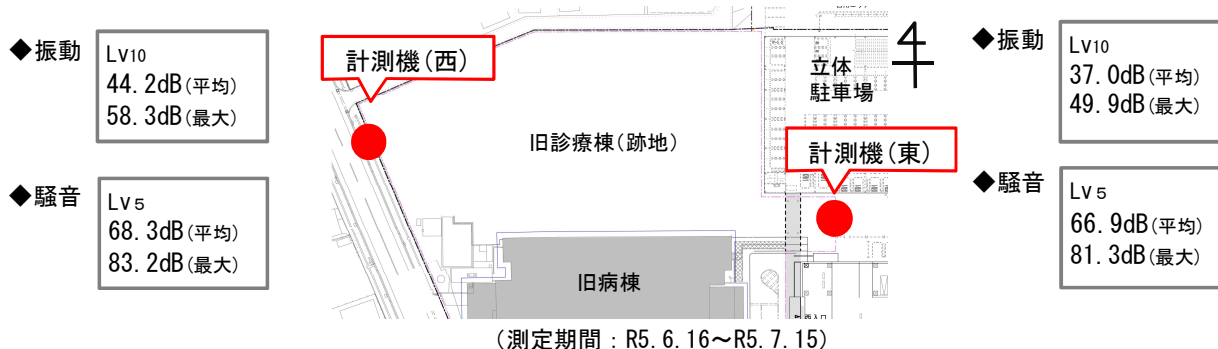 ◆振動
Lv10
44.2dB(平均)
58.3dB(最大)
◆騒音
Lv5
68.3dB(平均)
83.2dB(最大)
計測機(西)
旧診療棟(跡地)
立体
駐車場
計測機(東)
旧病棟
(測定期間:R5.6.16～R5.7.15)
◆振動
Lv10
37.0dB(平均)
49.9dB(最大)
◆騒音
Lv5
66.9dB(平均)
81.3dB(最大)